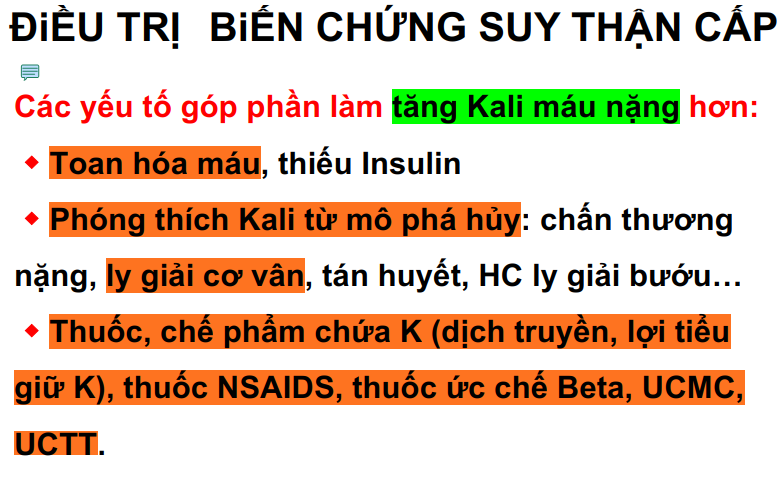 ĐiỀU TRỊ BiẾN CHỨNG SUY THẬN CẤP
Các yếu tố góp phần làm tăng Kali máu nặng hơn:
Toan hóa máu, thiếu Insulin
Phóng thích Kali từ mô phá hủy: chấn thương
nặng, ly giải cơ vân, tán huyết, HC ly giải bướu...
Thuốc, chế phẩm chứa K (dịch truyền, lợi tiểu
giữ K), thuốc NSAIDS, thuốc ức chế Beta, UCMC,
UCTT.